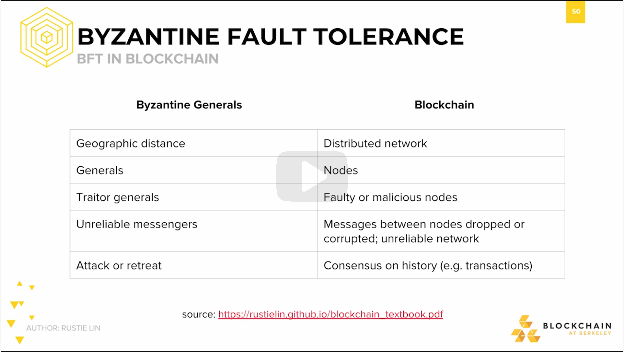 50
BYZANTINE FAULT TOLERANCE
BFT IN BLOCKCHAIN
Byzantine Generals Blockchain
Geographic distance Distributed network
Generals Nodes
Traitor generals Faulty or malicious nodes
Unreliable messengers Messages between nodes dropped or
corrupted; unreliable network
Attack or retreat Consensus on history (e.g. transactions)
source: https://rustielin.github.io/blockchain_textbook.pdf
AUTHOR: RUSTIE LIN
BLOCKCHAIN
AT BERKELEY